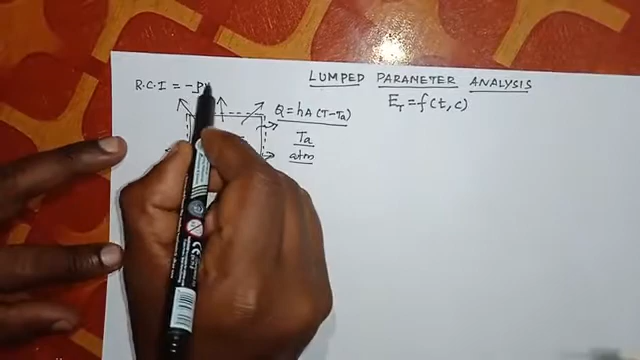 LUMPED PARAMETER ANALYSIS
R.C.I = -ρ
E_T = f(t, c)
Q = hA (T-Ta)
Ta
atm